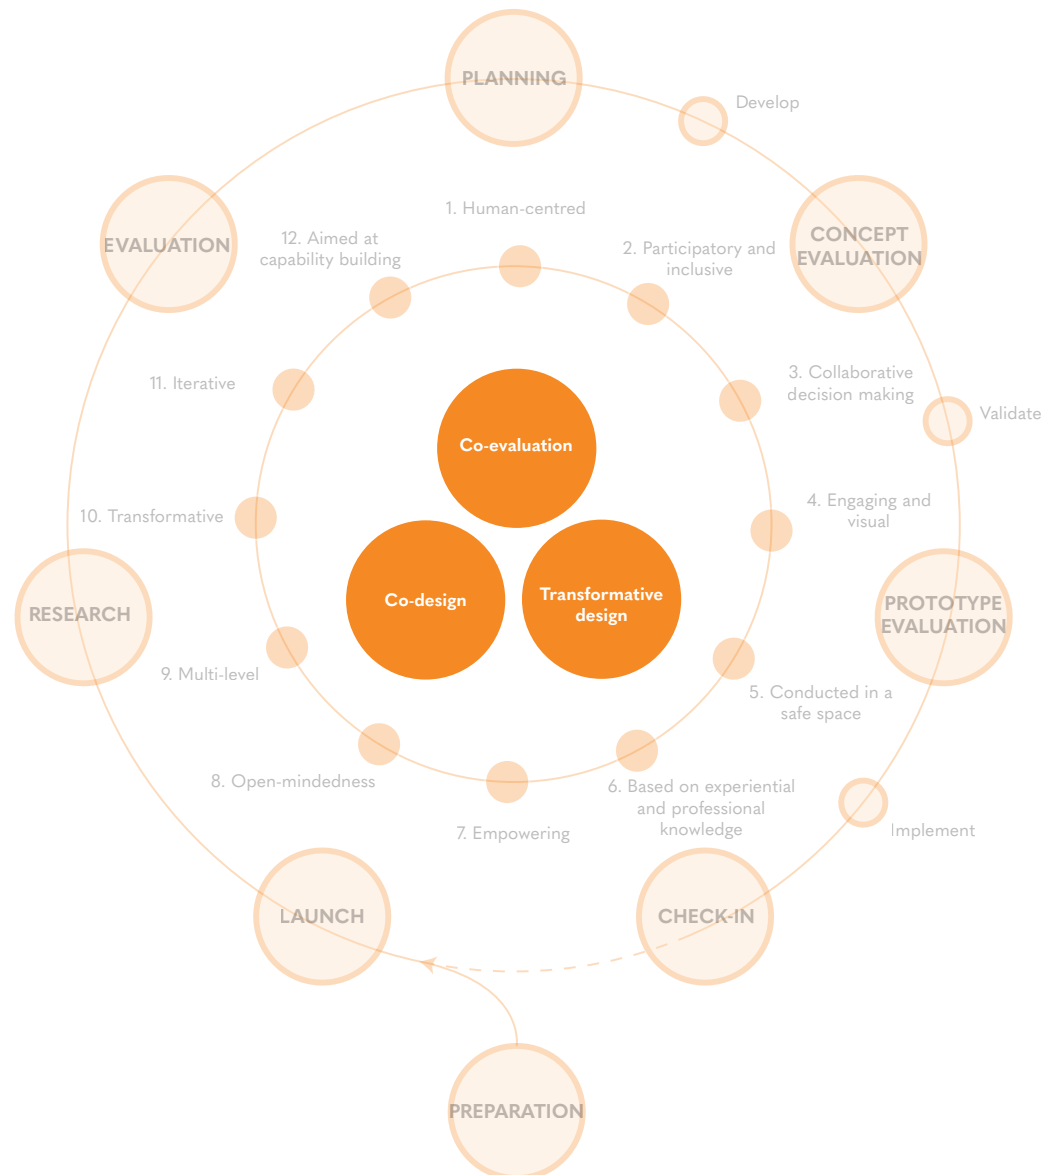 PLANNING
Develop
1. Human-centred
12. Aimed at
capability building
2. Participatory and
inclusive
EVALUATION
CONCEPT
EVALUATION
11. Iterative
3. Collaborative
decision making
Validate
Co-evaluation
10. Transformative
4. Engaging and
visual
Co-design
Transformative
design
RESEARCH
PROTOTYPE
EVALUATION
9. Multi-level
5. Conducted in a
safe space
8. Open-mindedness
6. Based on experiential
and professional
knowledge
7. Empowering
Implement
LAUNCH
CHECK-IN
PREPARATION